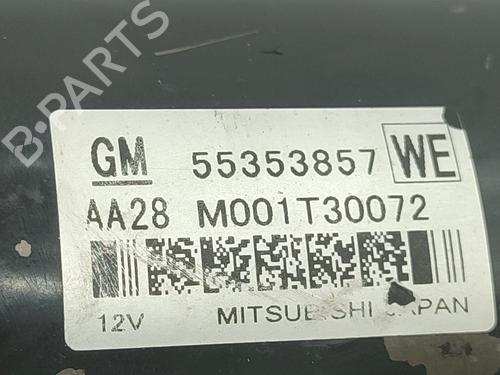 B-PARTS
GM 55353857 WE
AA28 M001T30072
12V MITSUBISHI JAPAN